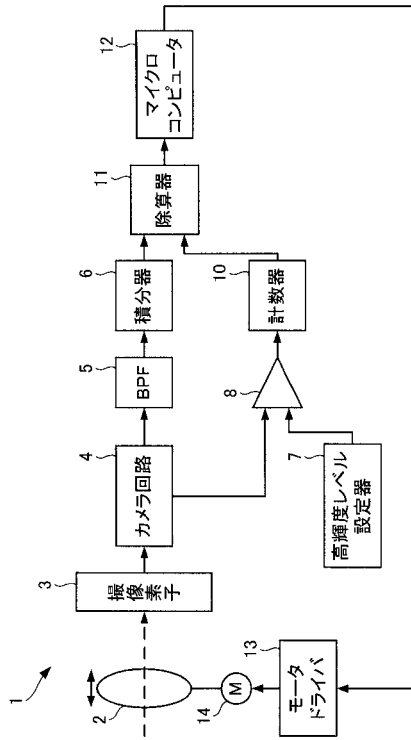 1
2
3
撮像
素子
4
カメラ回路
5
BPF
6
積分器
7
高輝度レベル
設定器
8
10
計数器
11
除算器
12
マイクロ
コンピュータ
13
モータ
ドライバ
14
M